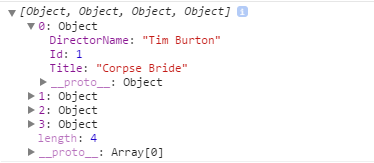 [Object, Object, Object, Object] i
0: Object
DirectorName: "Tim Burton"
Id: 1
Title: "Corpse Bride"
__proto__: Object
1: Object
2: Object
3: Object
length: 4
__proto__: Array[0]